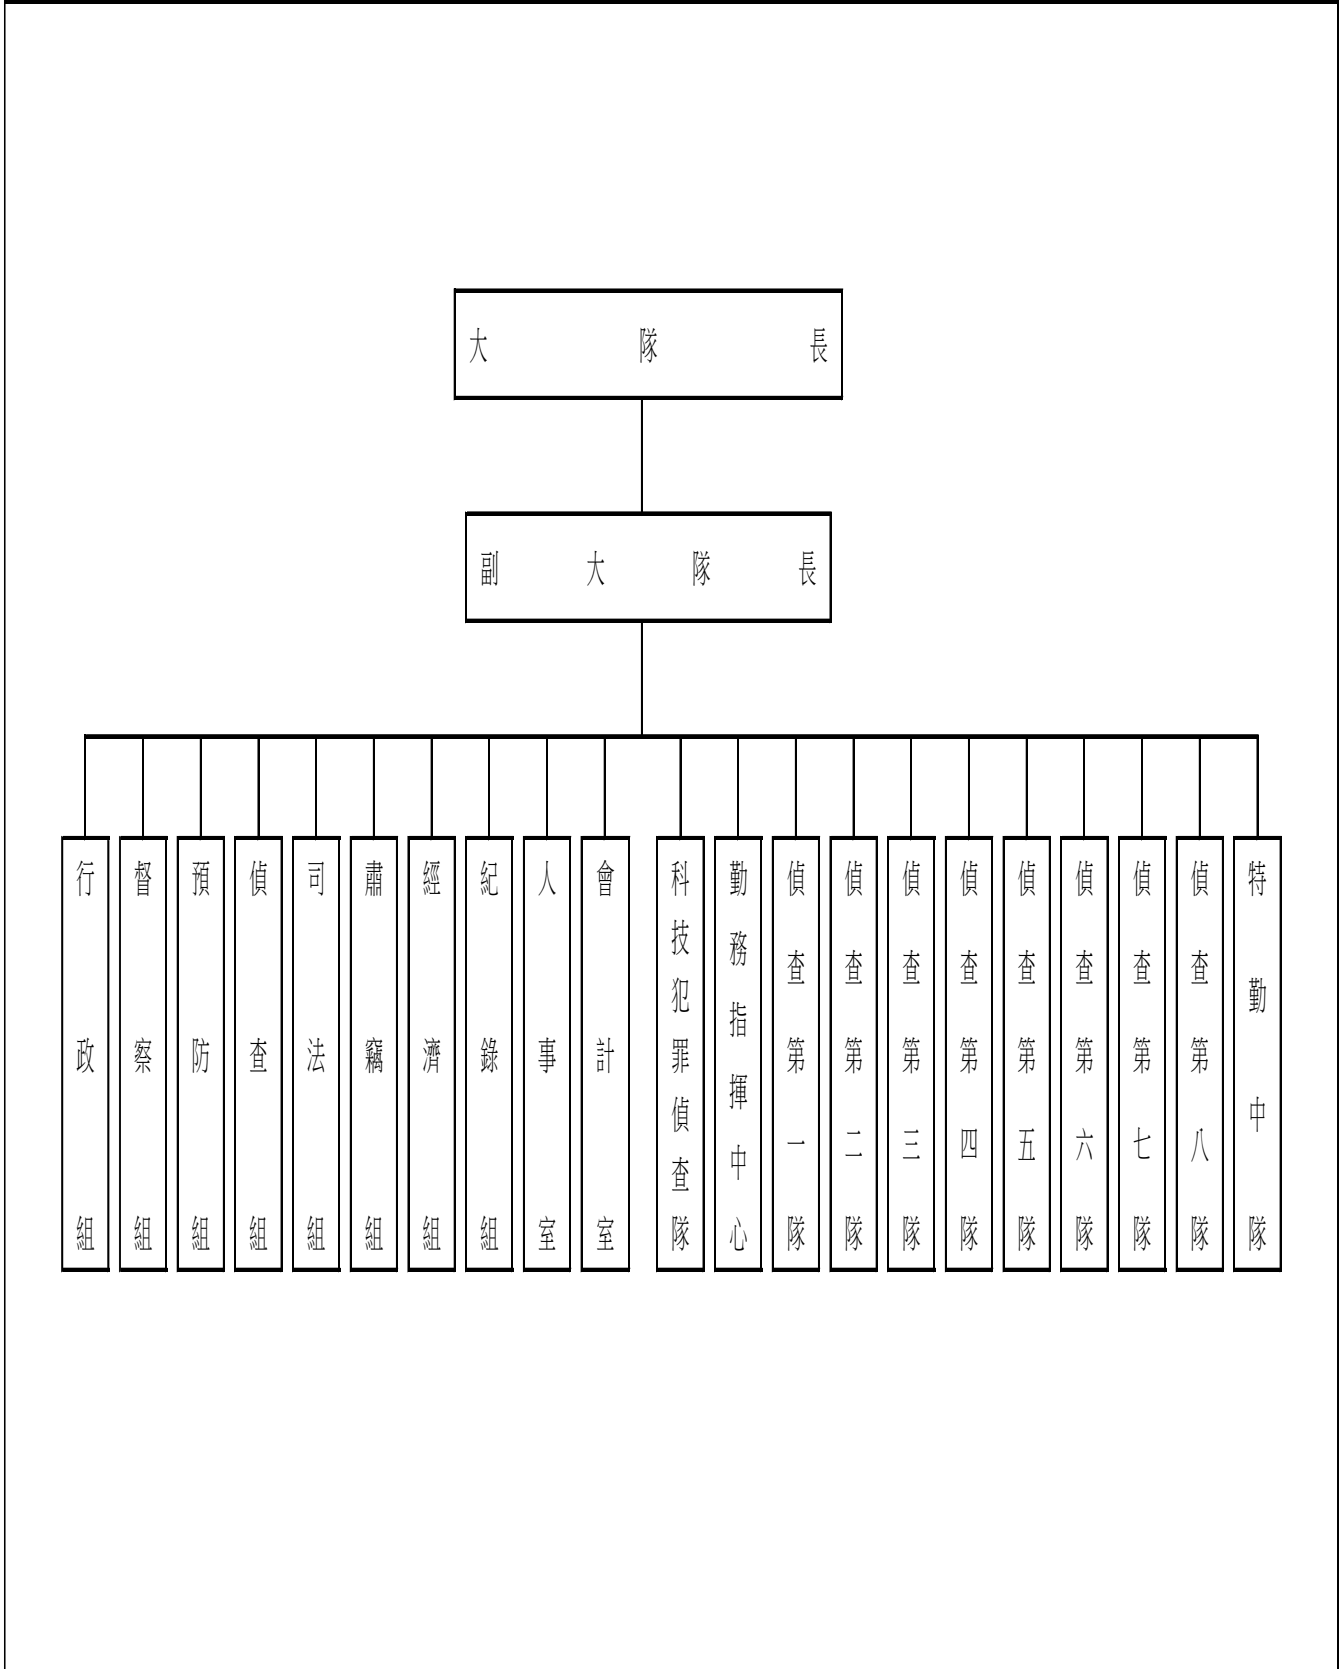 大隊長
副大隊長
行政組
督察組
預防組
偵查組
司法組
肅竊組
經濟組
紀錄組
人事室
會計室
科技犯罪偵查隊
勤務指揮中心
偵查第一隊
偵查第二隊
偵查第三隊
偵查第四隊
偵查第五隊
偵查第六隊
偵查第七隊
偵查第八隊
特勤中隊